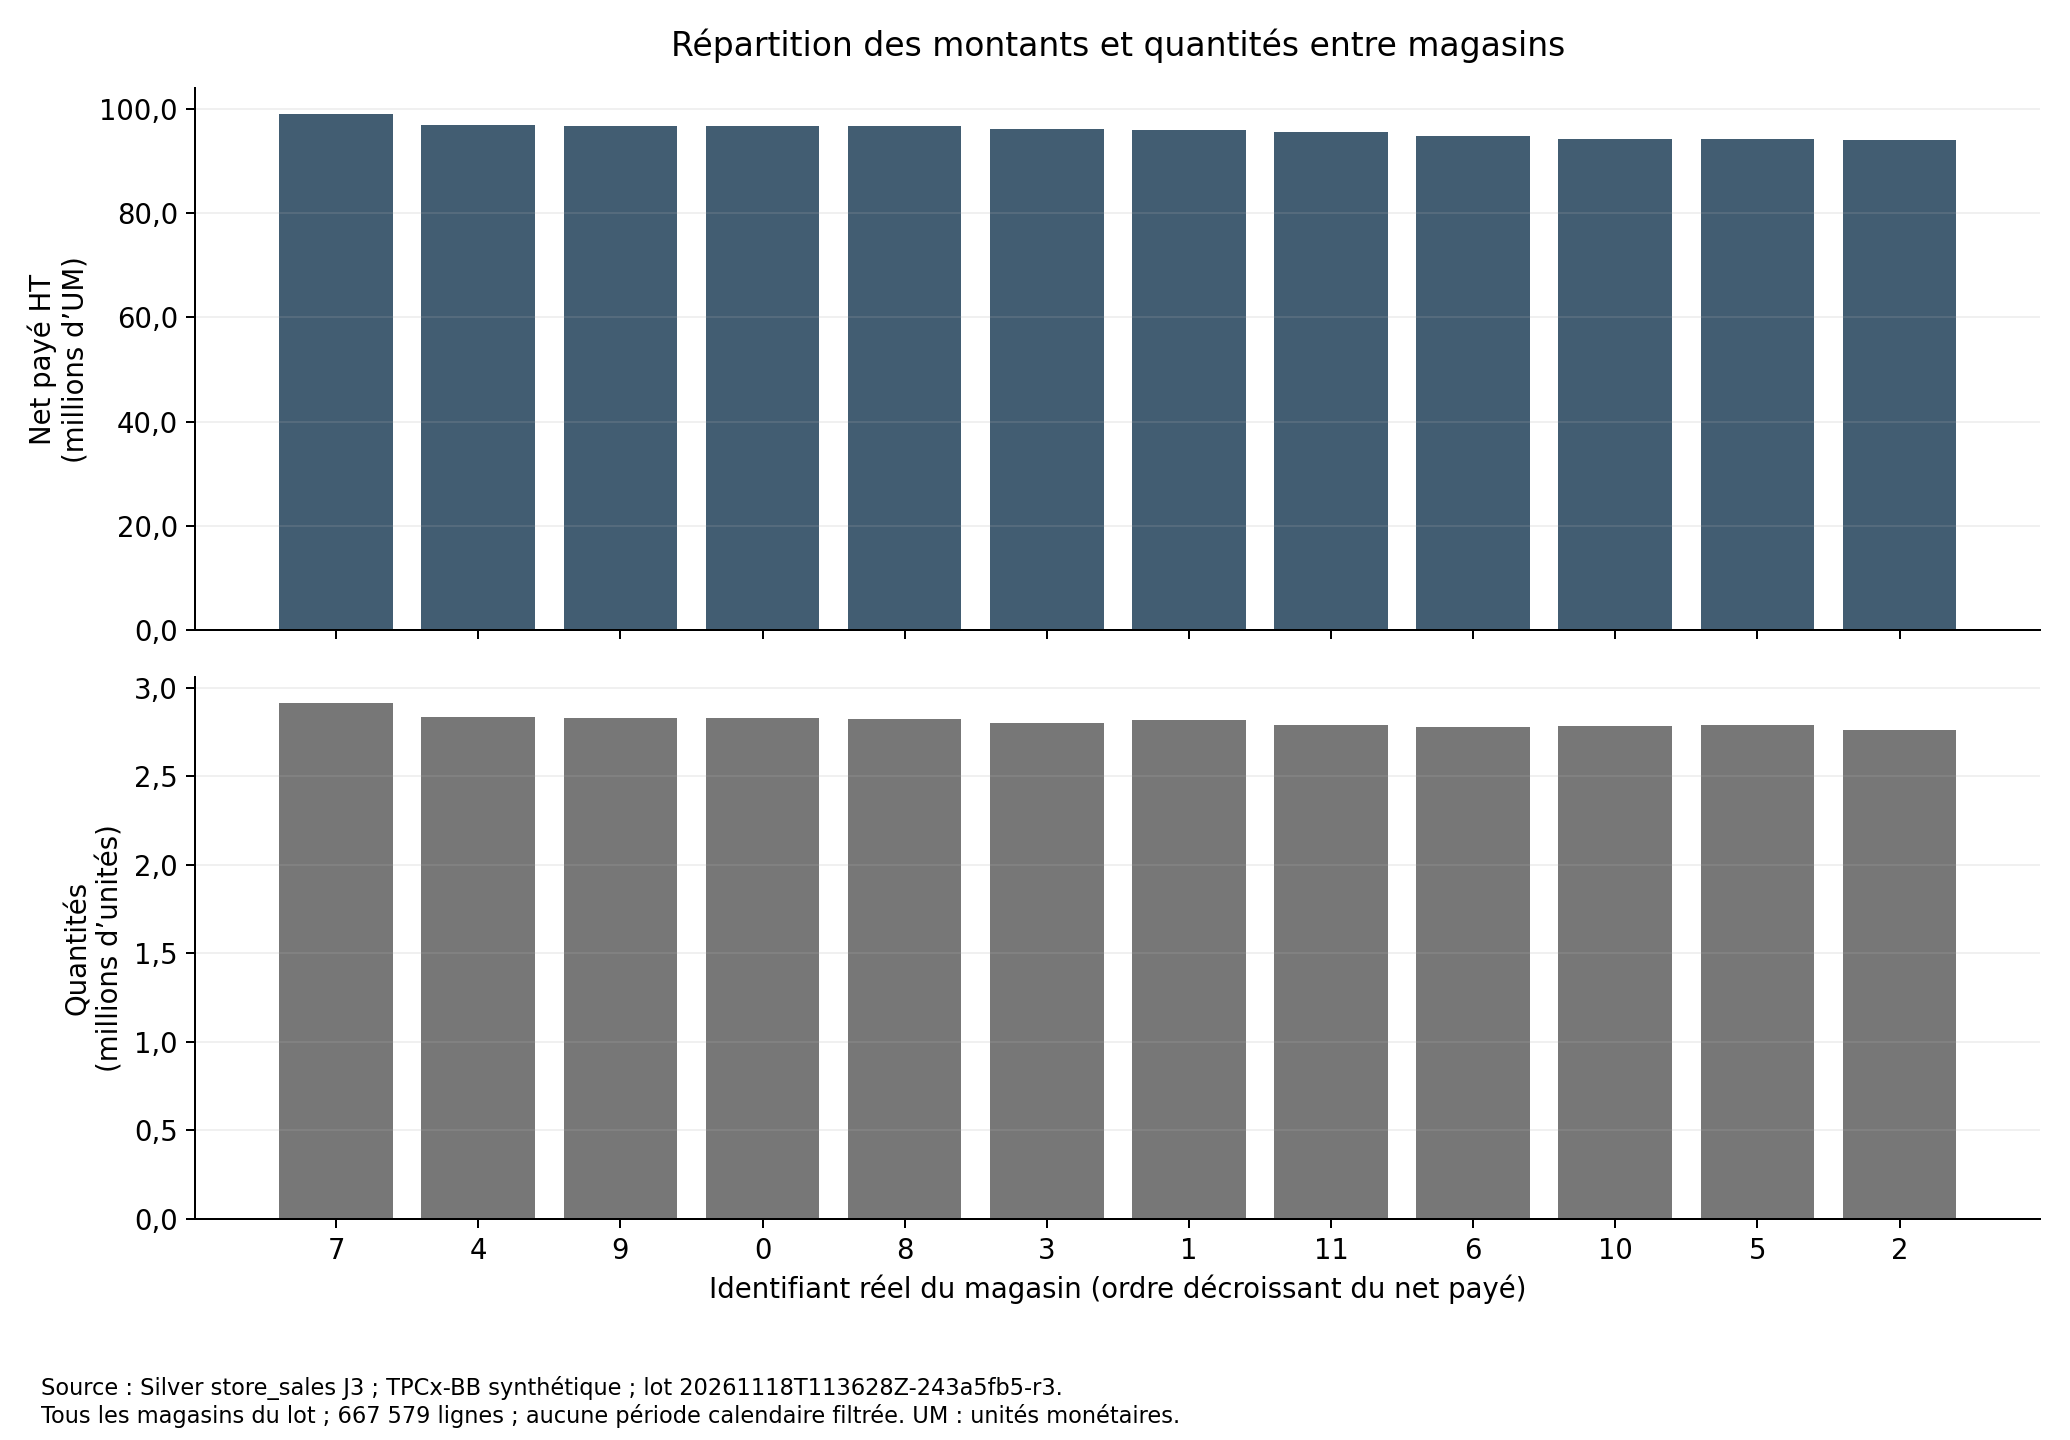 Répartition des montants et quantités entre magasins
Net payé HT
(millions d’UM)
100,0
80,0
60,0
40,0
20,0
0,0
Quantités
(millions d’unités)
3,0
2,5
2,0
1,5
1,0
0,5
0,0
7 4 9 0 8 3 1 11 6 10 5 2
Identifiant réel du magasin (ordre décroissant du net payé)
Source : Silver store_sales J3 ; TPCx-BB synthétique ; lot 20261118T113628Z-243a5fb5-r3.
Tous les magasins du lot ; 667 579 lignes ; aucune période calendaire filtrée. UM : unités monétaires.